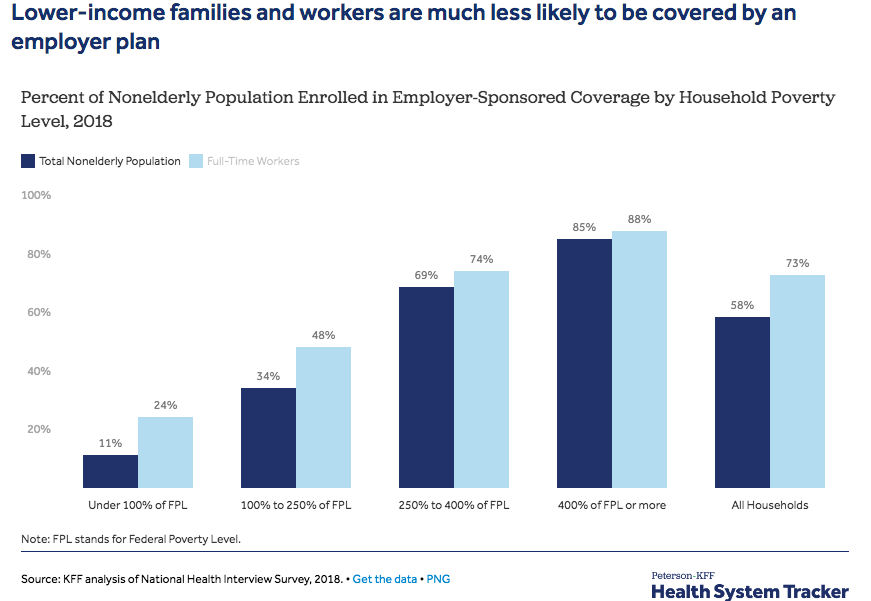 Lower-income families and workers are much less likely to be covered by an
employer plan
Percent of Nonelderly Population Enrolled in Employer-Sponsored Coverage by Household Poverty
Level, 2018
Total Nonelderly Population Full-Time Workers
100%
80%
60%
40%
20%
11%
24%
34%
48%
69%
74%
85%
88%
58%
73%
Under 100% of FPL
100% to 250% of FPL
250% to 400% of FPL
400% of FPL or more
All Households
Note: FPL stands for Federal Poverty Level.
Source: KFF analysis of National Health Interview Survey, 2018. • Get the data • PNG
Peterson-KFF
Health System Tracker